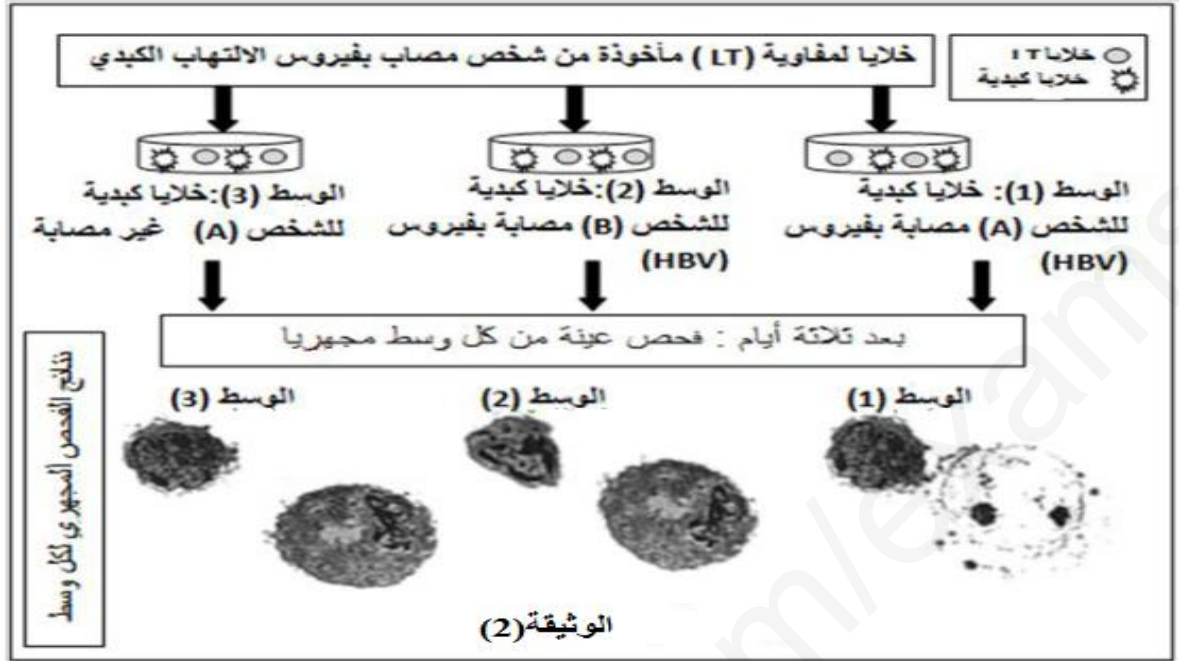 خلايا لمفاوية (LT) مأخوذة من شخص مصاب بفيروس الالتهاب الكبدي
خلايا LT
خلايا كبدية
الوسط (1): خلايا كبدية
للشخص (A) مصابة بفيروس
(HBV)
الوسط (2):خلايا كبدية
للشخص (B) مصابة بفيروس
(HBV)
الوسط (3):خلايا كبدية
للشخص (A) غير مصابة
بعد ثلاثة أيام : فحص عينة من كل وسط مجهريا
نتائج الفحص المجهري لكل وسط
الوسط (1)
الوسط (2)
الوسط (3)
الوثيقة(2)
m/exams